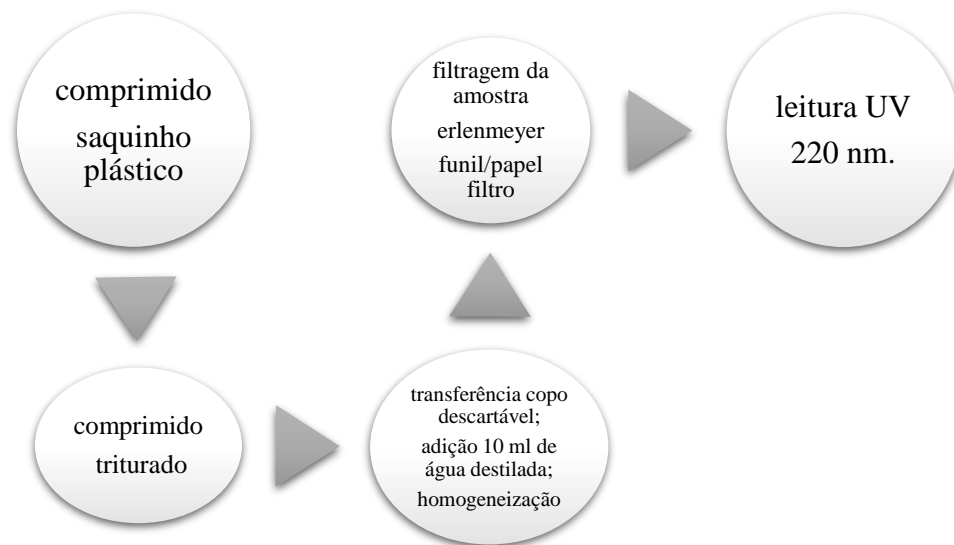 comprimido
saquinho
plástico
comprimido
triturado
transferência copo
descartável;
adição 10 ml de
água destilada;
homogeneização
filtragem da
amostra
erlenmeyer
funil/papel
filtro
leitura UV
220 nm.